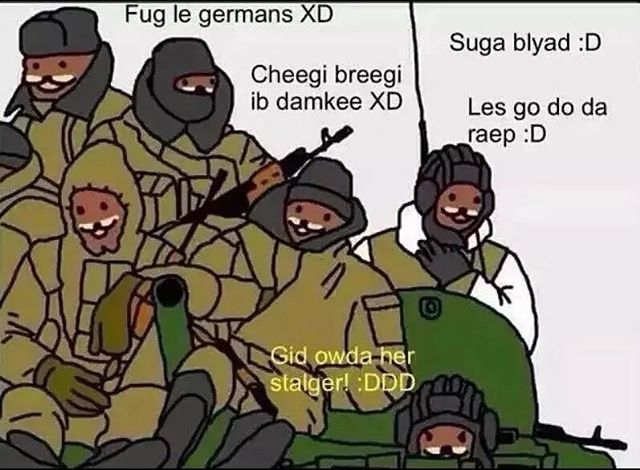 Fug le germans XD
Suga blyad :D
Cheegi breegi
ib damkee XD
Les go do da
raep :D
Gid owda her
stalger! :DDD